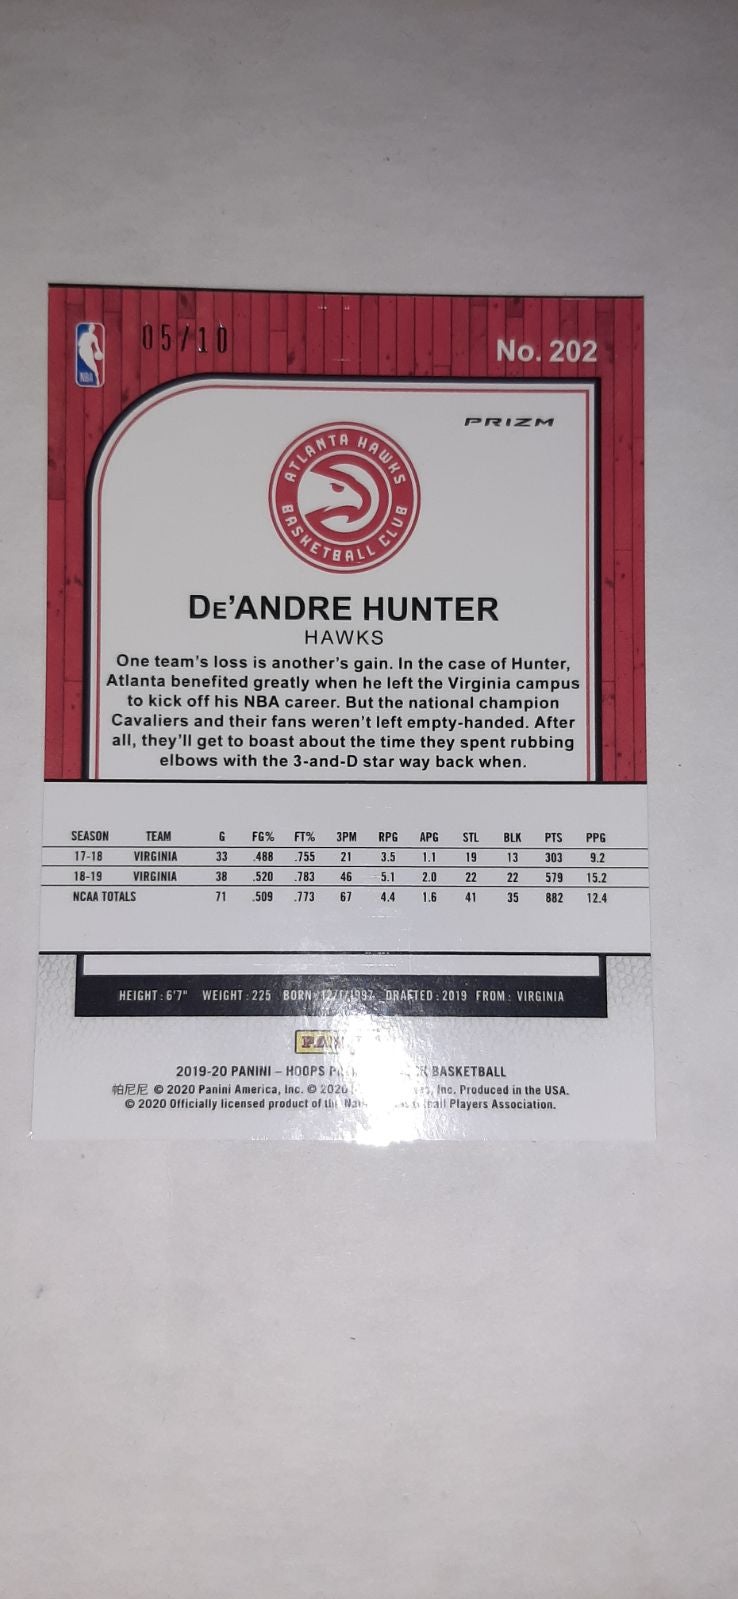 05/10
No. 202
NBA
PRIZM
ATLANTA HAWKS
BASKETBALL CLUB
DE'ANDRE HUNTER
HAWKS
One team's loss is another's gain. In the case of Hunter,
Atlanta benefited greatly when he left the Virginia campus
to kick off his NBA career. But the national champion
Cavaliers and their fans weren't left empty-handed. After
all, they'll get to boast about the time they spent rubbing
elbows with the 3-and-D star way back when.
SEASON TEAM G FG% FT% 3PM RPG APG STL BLK PTS PPG
17-18 VIRGINIA 33 .488 .755 21 3.5 1.1 19 13 303 9.2
18-19 VIRGINIA 38 .520 .783 46 5.1 2.0 22 22 579 15.2
NCAA TOTALS 71 .509 .773 67 4.4 1.6 41 35 882 12.4
HEIGHT: 6'7" WEIGHT: 225 BORN: 12/1/1997 DRAFTED: 2019 FROM: VIRGINIA
2019-20 PANINI – HOOPS BASKETBALL
帕尼尼 © 2020 Panini America, Inc. © 2020 Inc. Produced in the USA.
© 2020 Officially licensed product of the Players Association.